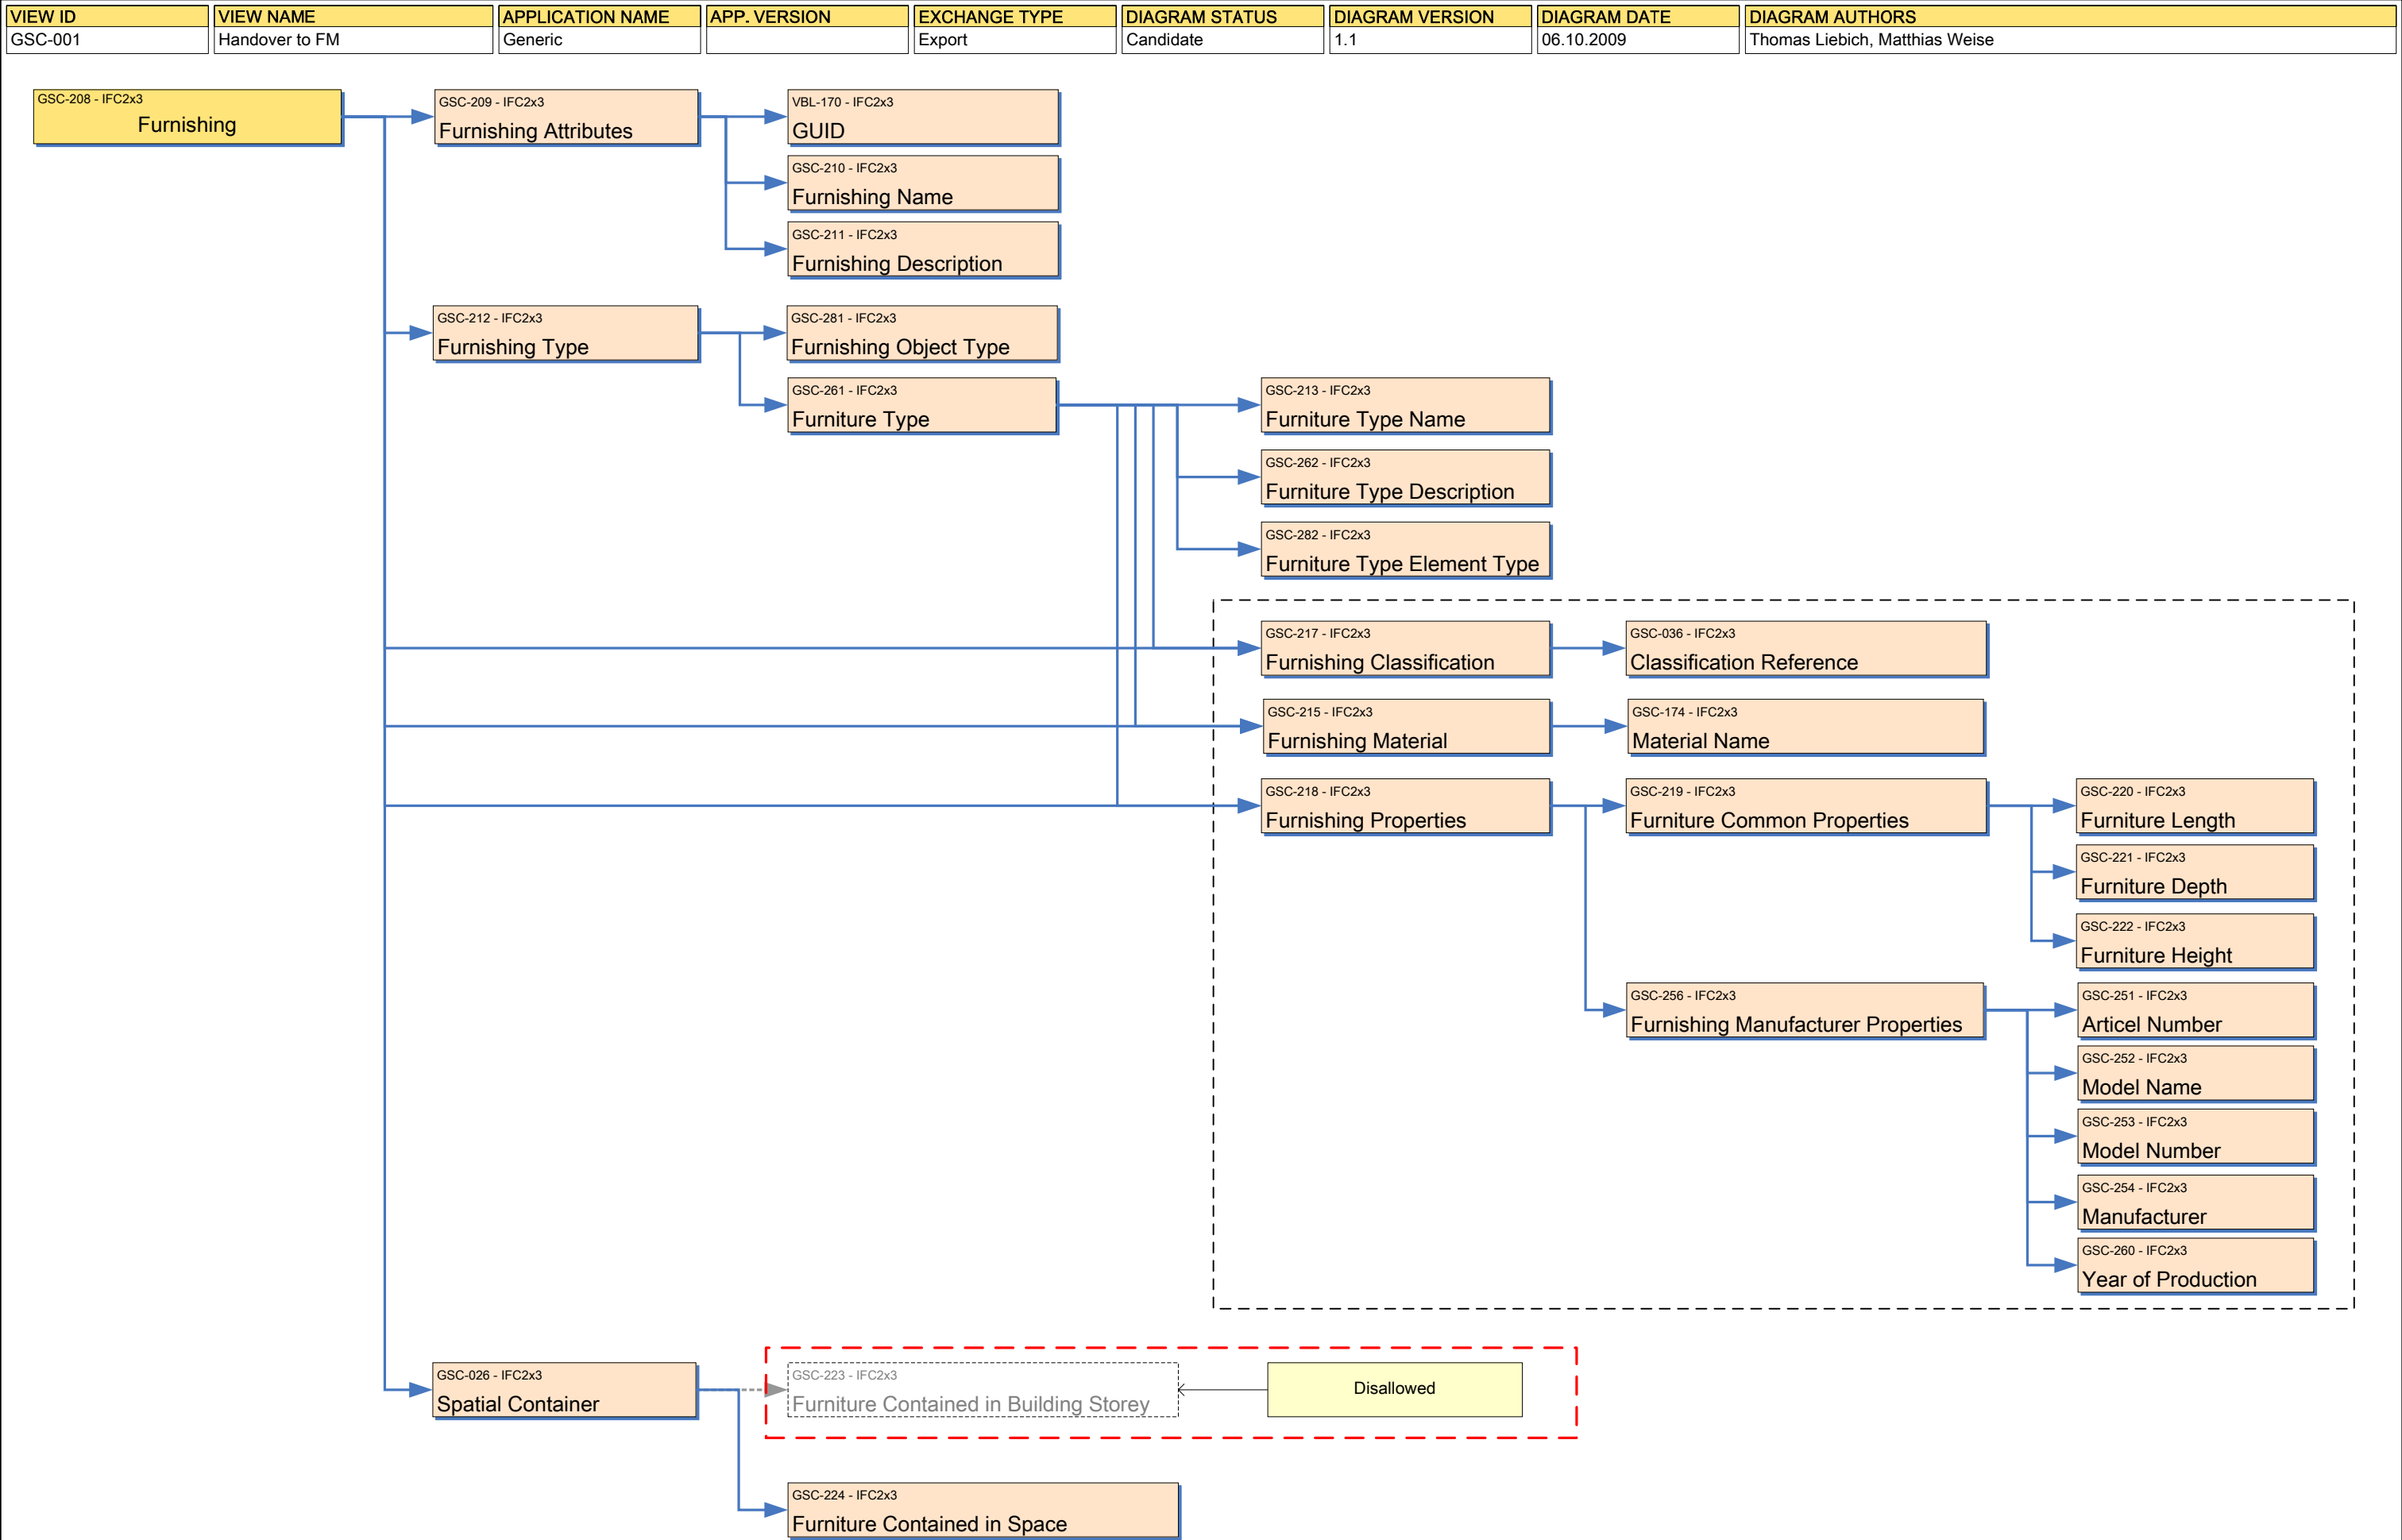 VIEW ID
GSC-001
VIEW NAME
Handover to FM
APPLICATION NAME
Generic
APP. VERSION
EXCHANGE TYPE
Export
DIAGRAM STATUS
Candidate
DIAGRAM VERSION
1.1
DIAGRAM DATE
06.10.2009
DIAGRAM AUTHORS
Thomas Liebich, Matthias Weise
GSC-208 - IFC2x3
Furnishing
GSC-209 - IFC2x3
Furnishing Attributes
VBL-170 - IFC2x3
GUID
GSC-210 - IFC2x3
Furnishing Name
GSC-211 - IFC2x3
Furnishing Description
GSC-212 - IFC2x3
Furnishing Type
GSC-281 - IFC2x3
Furnishing Object Type
GSC-261 - IFC2x3
Furniture Type
GSC-213 - IFC2x3
Furniture Type Name
GSC-262 - IFC2x3
Furniture Type Description
GSC-282 - IFC2x3
Furniture Type Element Type
GSC-217 - IFC2x3
Furnishing Classification
GSC-036 - IFC2x3
Classification Reference
GSC-215 - IFC2x3
Furnishing Material
GSC-174 - IFC2x3
Material Name
GSC-218 - IFC2x3
Furnishing Properties
GSC-219 - IFC2x3
Furniture Common Properties
GSC-220 - IFC2x3
Furniture Length
GSC-221 - IFC2x3
Furniture Depth
GSC-222 - IFC2x3
Furniture Height
GSC-256 - IFC2x3
Furnishing Manufacturer Properties
GSC-251 - IFC2x3
Articel Number
GSC-252 - IFC2x3
Model Name
GSC-253 - IFC2x3
Model Number
GSC-254 - IFC2x3
Manufacturer
GSC-260 - IFC2x3
Year of Production
GSC-026 - IFC2x3
Spatial Container
GSC-223 - IFC2x3
Furniture Contained in Building Storey
Disallowed
GSC-224 - IFC2x3
Furniture Contained in Space